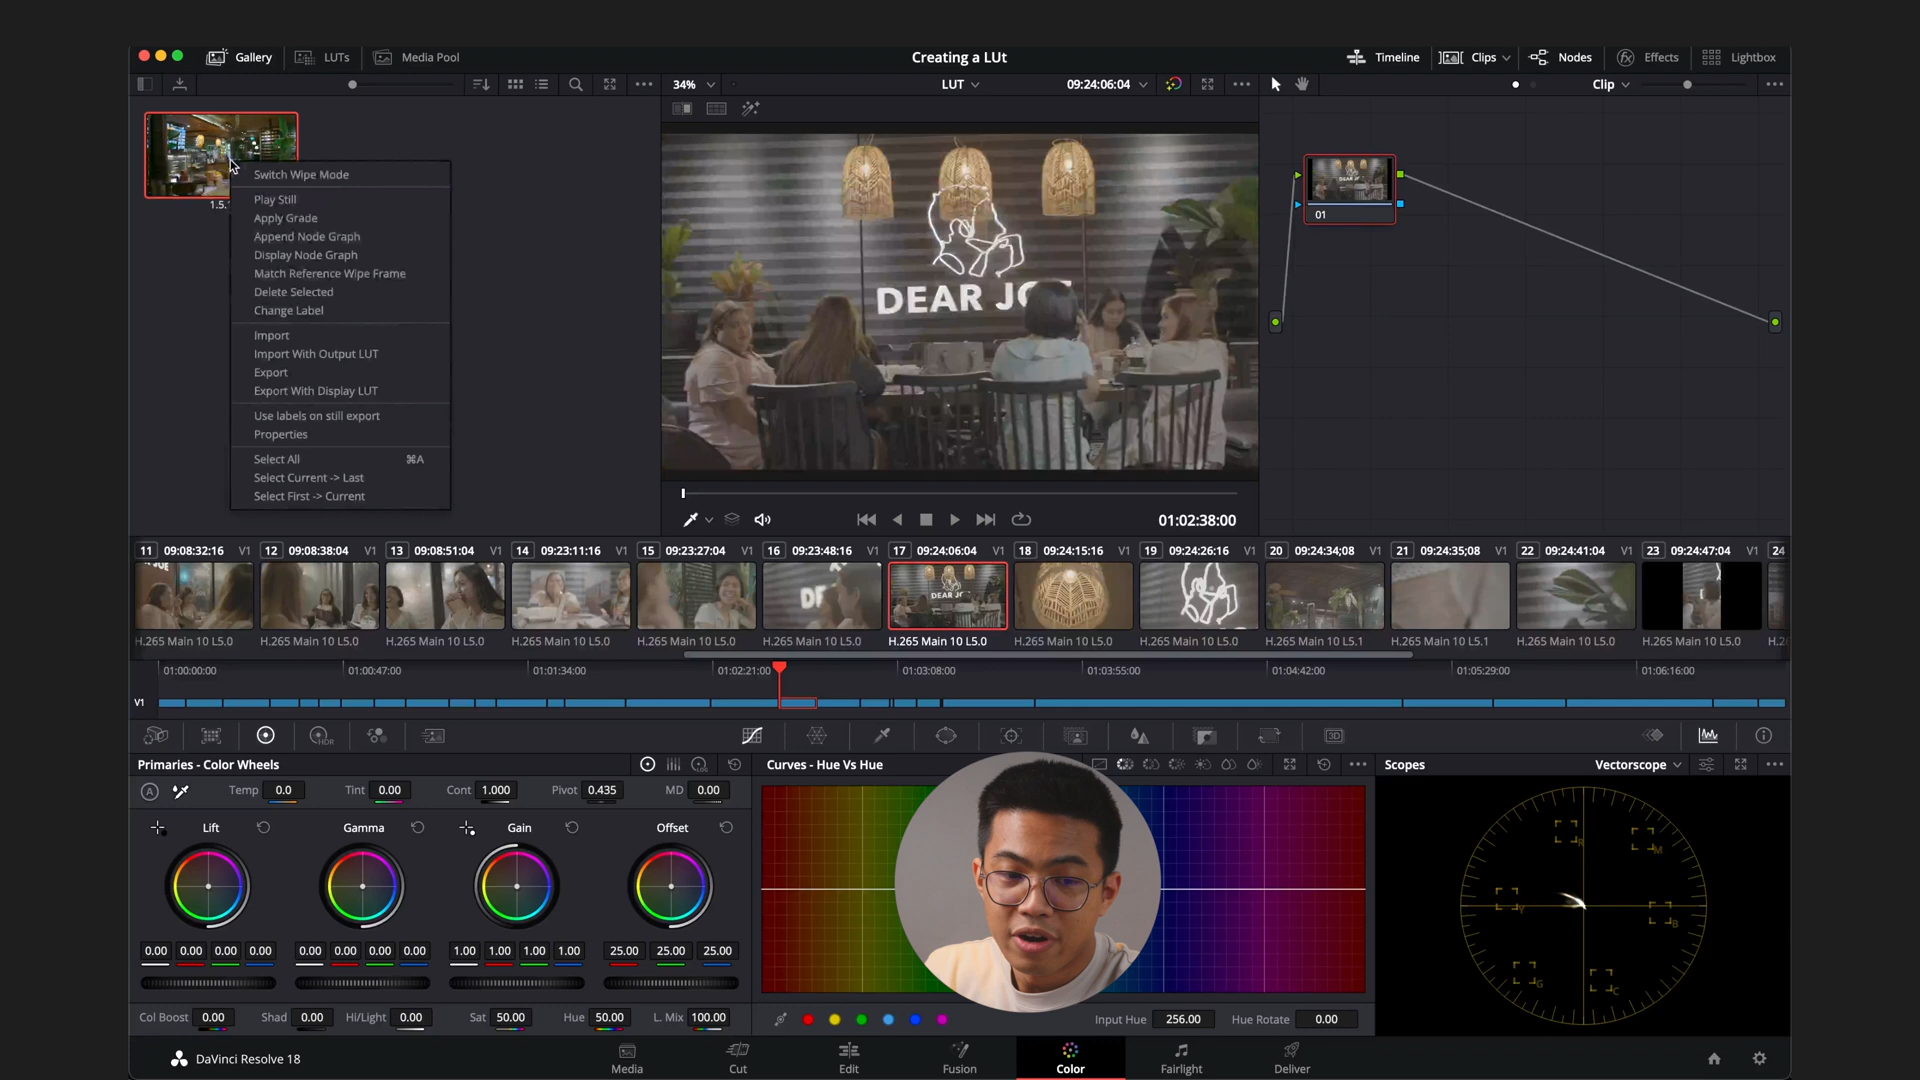 Gallery LUTs Media Pool Creating a LUt Timeline Clips Nodes Effects Lightbox
34% LUT 09:24:06:04 Clip
1.5.
Switch Wipe Mode
Play Still
Apply Grade
Append Node Graph
Display Node Graph
Match Reference Wipe Frame
Delete Selected
Change Label
Import
Import With Output LUT
Export
Export With Display LUT
Use labels on still export
Properties
Select All ⌘A
Select Current -> Last
Select First -> Current
DEAR JO
01
01:02:38:00
11 09:08:32:16 V1 12 09:08:38:04 V1 13 09:08:51:04 V1 14 09:23:11:16 V1 15 09:23:27:04 V1 16 09:23:48:16 V1 17 09:24:06:04 V1 18 09:24:15:16 V1 19 09:24:26:16 V1 20 09:24:34;08 V1 21 09:24:35;08 V1 22 09:24:41:04 V1 23 09:24:47:04 V1 24
H.265 Main 10 L5.0 H.265 Main 10 L5.0 H.265 Main 10 L5.0 H.265 Main 10 L5.0 H.265 Main 10 L5.0 H.265 Main 10 L5.0 H.265 Main 10 L5.0 H.265 Main 10 L5.0 H.265 Main 10 L5.0 H.265 Main 10 L5.1 H.265 Main 10 L5.1 H.265 Main 10 L5.0 H.265 Main 10 L5.0 H.2
01:00:00:00 01:00:47:00 01:01:34:00 01:02:21:00 01:03:08:00 01:03:55:00 01:04:42:00 01:05:29:00 01:06:16:00
V1
Primaries - Color Wheels Curves - Hue Vs Hue Scopes Vectorscope
A Temp 0.0 Tint 0.00 Cont 1.000 Pivot 0.435 MD 0.00
Lift Gamma Gain Offset
0.00 0.00 0.00 0.00 0.00 0.00 0.00 0.00 1.00 1.00 1.00 1.00 25.00 25.00 25.00
Col Boost 0.00 Shad 0.00 Hi/Light 0.00 Sat 50.00 Hue 50.00 L. Mix 100.00
Input Hue 256.00 Hue Rotate 0.00
R M
Y B
G C
DaVinci Resolve 18
Media Cut Edit Fusion Color Fairlight Deliver